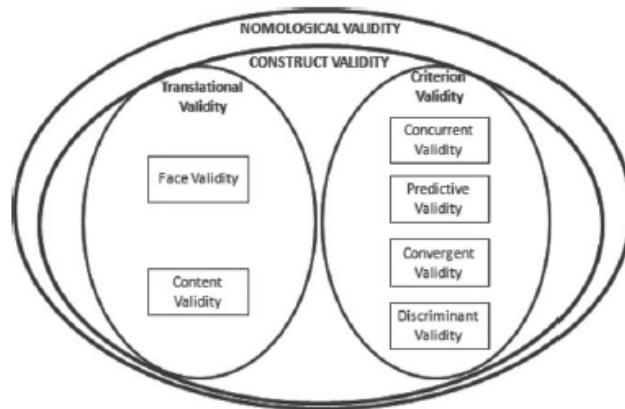 NOMOLOGICAL VALIDITY
CONSTRUCT VALIDITY
Translational
Validity
Face Validity
Content
Validity
Criterion
Validity
Concurrent
Validity
Predictive
Validity
Convergent
Validity
Discriminant
Validity